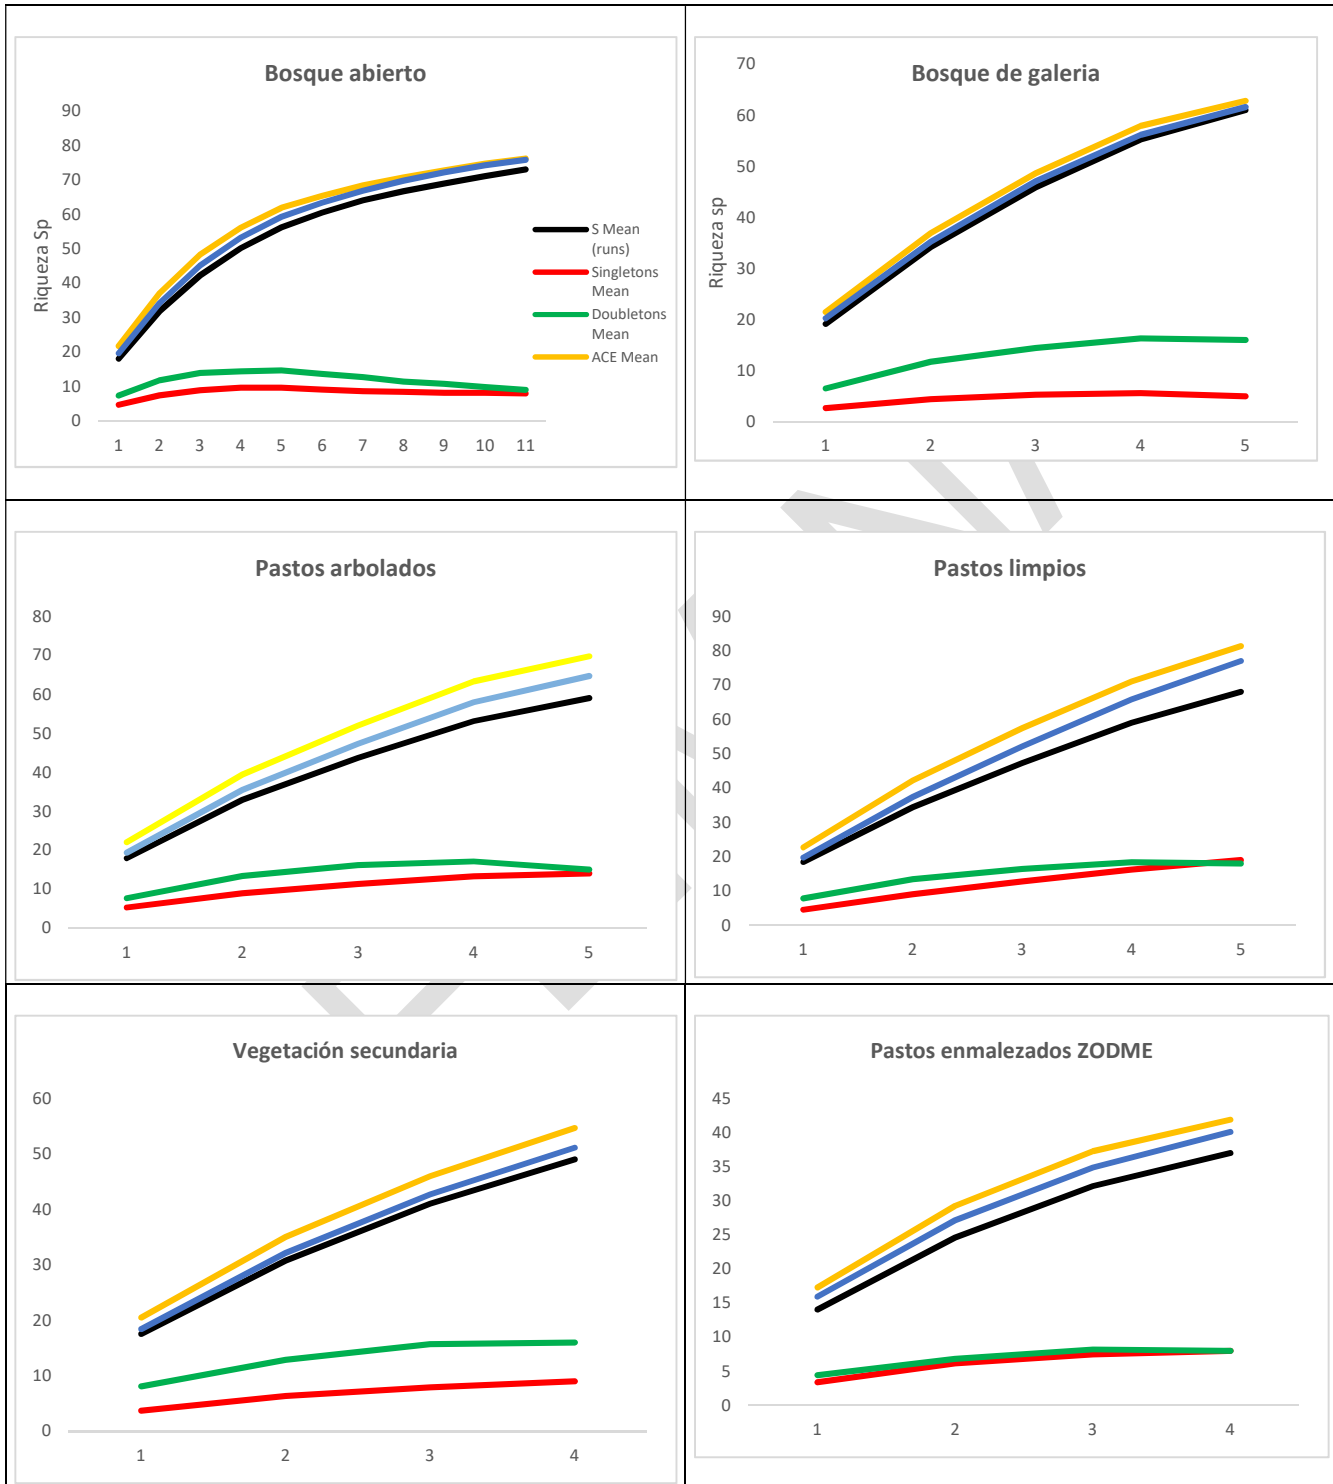 Bosque abierto
Riqueza Sp
90
80
70
60
50
40
30
20
10
0
1 2 3 4 5 6 7 8 9 10 11
S Mean
(runs)
Singletons
Mean
Doubletons
Mean
ACE Mean
Bosque de galeria
Riqueza sp
70
60
50
40
30
20
10
0
1 2 3 4 5
Pastos arbolados
80
70
60
50
40
30
20
10
0
1 2 3 4 5
Pastos limpios
90
80
70
60
50
40
30
20
10
0
1 2 3 4 5
Vegetación secundaria
60
50
40
30
20
10
0
1 2 3 4
Pastos enmalezados ZODME
45
40
35
30
25
20
15
10
5
0
1 2 3 4